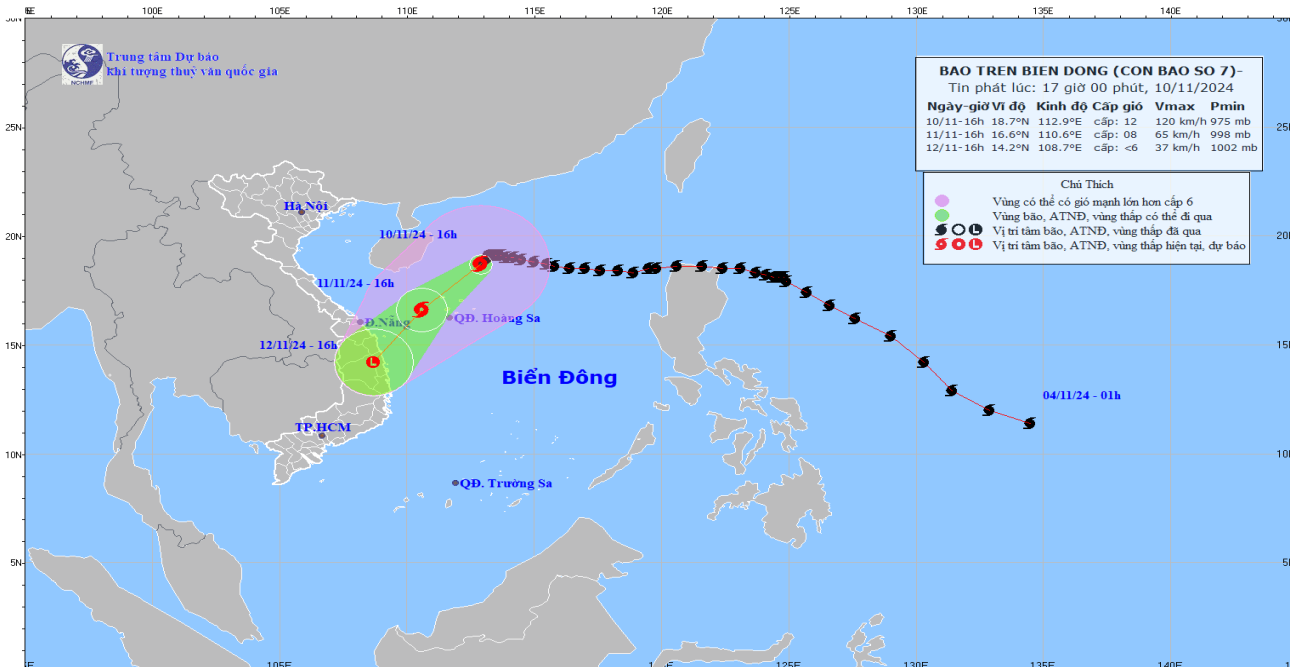 100E 105E 110E 115E 120E 125E 130E 135E 140E
Trung tâm Dự báo
khí tượng thuỷ văn quốc gia
NCHMF
BAO TREN BIEN DONG (CON BAO SO 7)-
Tin phát lúc: 17 giờ 00 phút, 10/11/2024
Ngày-giờ Vĩ độ Kinh độ Cấp gió Vmax Pmin
10/11-16h 18.7°N 112.9°E cấp: 12 120 km/h 975 mb
11/11-16h 16.6°N 110.6°E cấp: 08 65 km/h 998 mb
12/11-16h 14.2°N 108.7°E cấp: <6 37 km/h 1002 mb
Chú Thích
Vùng có thể có gió mạnh lớn hơn cấp 6
Vùng bão, ATNĐ, vùng thấp có thể đi qua
L Vị trí tâm bão, ATNĐ, vùng thấp đã qua
L Vị trí tâm bão, ATNĐ, vùng thấp hiện tại, dự báo
25N
Hà Nội
20N
10/11/24 - 16h
11/11/24 - 16h
Đ.Nẵng
QĐ. Hoàng Sa
12/11/24 - 16h
15N
L
Biển Đông
04/11/24 - 01h
TP.HCM
10N
QĐ. Trường Sa
5N
105E 110E 115E 125E 130E 135E 140E